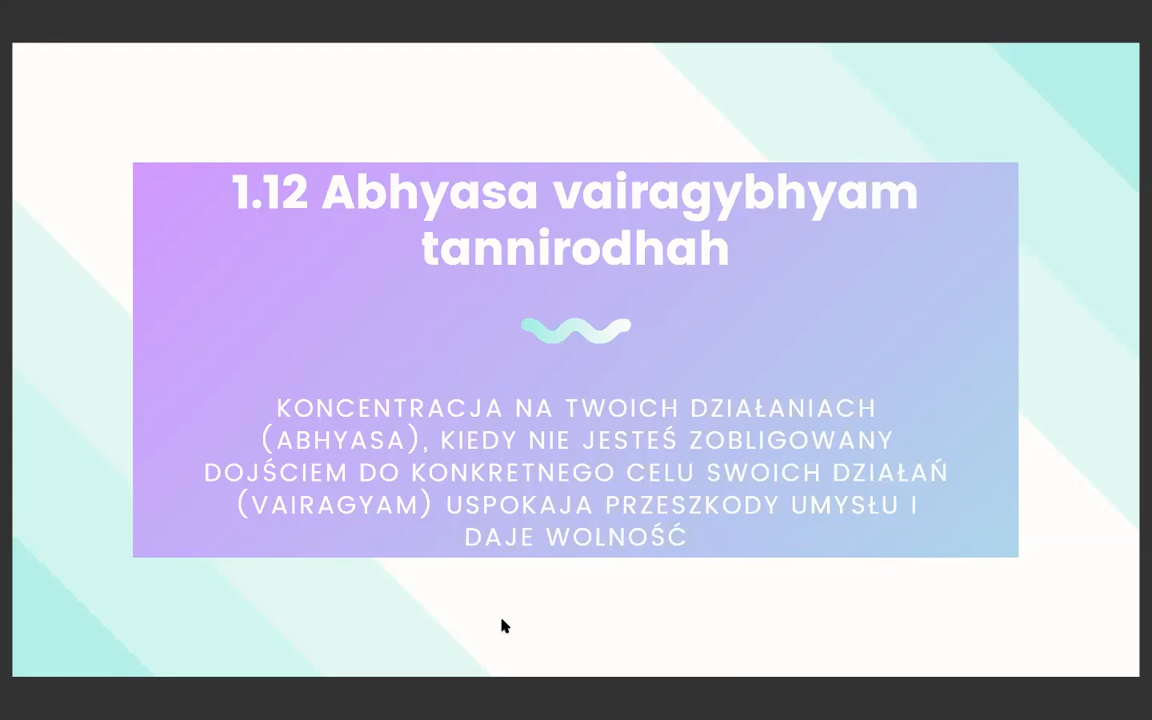 1.12 Abhyasa vairagybhyam
tannirodhah
KONCENTRACJA NA TWOICH DZIAŁANIACH
(ABHYASA), KIEDY NIE JESTEŚ ZOBLIGOWANY
DOJŚCIEM DO KONKRETNEGO CELU SWOICH DZIAŁAŃ
(VAIRAGYAM) USPOKAJA PRZESZKODY UMYSŁU I
DAJE WOLNOŚĆ